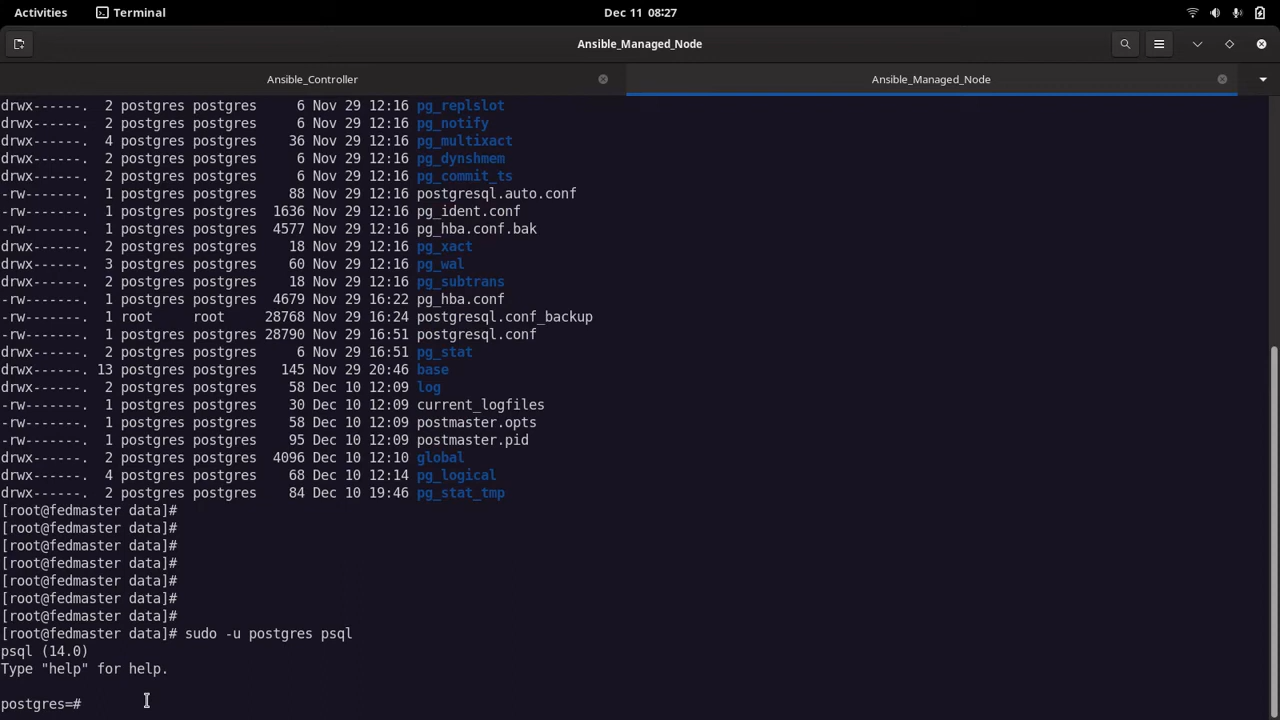 Activities Terminal Dec 11 08:27
Ansible_Managed_Node
Ansible_Controller Ansible_Managed_Node
drwx------. 2 postgres postgres 6 Nov 29 12:16 pg_replslot
drwx------. 2 postgres postgres 6 Nov 29 12:16 pg_notify
drwx------. 4 postgres postgres 36 Nov 29 12:16 pg_multixact
drwx------. 2 postgres postgres 6 Nov 29 12:16 pg_dynshmem
drwx------. 2 postgres postgres 6 Nov 29 12:16 pg_commit_ts
-rw-------. 1 postgres postgres 88 Nov 29 12:16 postgresql.auto.conf
-rw-------. 1 postgres postgres 1636 Nov 29 12:16 pg_ident.conf
-rw-------. 1 postgres postgres 4577 Nov 29 12:16 pg_hba.conf.bak
drwx------. 2 postgres postgres 18 Nov 29 12:16 pg_xact
drwx------. 3 postgres postgres 60 Nov 29 12:16 pg_wal
drwx------. 2 postgres postgres 18 Nov 29 12:16 pg_subtrans
-rw-------. 1 postgres postgres 4679 Nov 29 16:22 pg_hba.conf
-rw-------. 1 root root 28768 Nov 29 16:24 postgresql.conf_backup
-rw-------. 1 postgres postgres 28790 Nov 29 16:51 postgresql.conf
drwx------. 2 postgres postgres 6 Nov 29 16:51 pg_stat
drwx------. 13 postgres postgres 145 Nov 29 20:46 base
drwx------. 2 postgres postgres 58 Dec 10 12:09 log
-rw-------. 1 postgres postgres 30 Dec 10 12:09 current_logfiles
-rw-------. 1 postgres postgres 58 Dec 10 12:09 postmaster.opts
-rw-------. 1 postgres postgres 95 Dec 10 12:09 postmaster.pid
drwx------. 2 postgres postgres 4096 Dec 10 12:10 global
drwx------. 4 postgres postgres 68 Dec 10 12:14 pg_logical
drwx------. 2 postgres postgres 84 Dec 10 19:46 pg_stat_tmp
[root@fedmaster data]#
[root@fedmaster data]#
[root@fedmaster data]#
[root@fedmaster data]#
[root@fedmaster data]#
[root@fedmaster data]#
[root@fedmaster data]#
[root@fedmaster data]# sudo -u postgres psql
psql (14.0)
Type "help" for help.
postgres=#